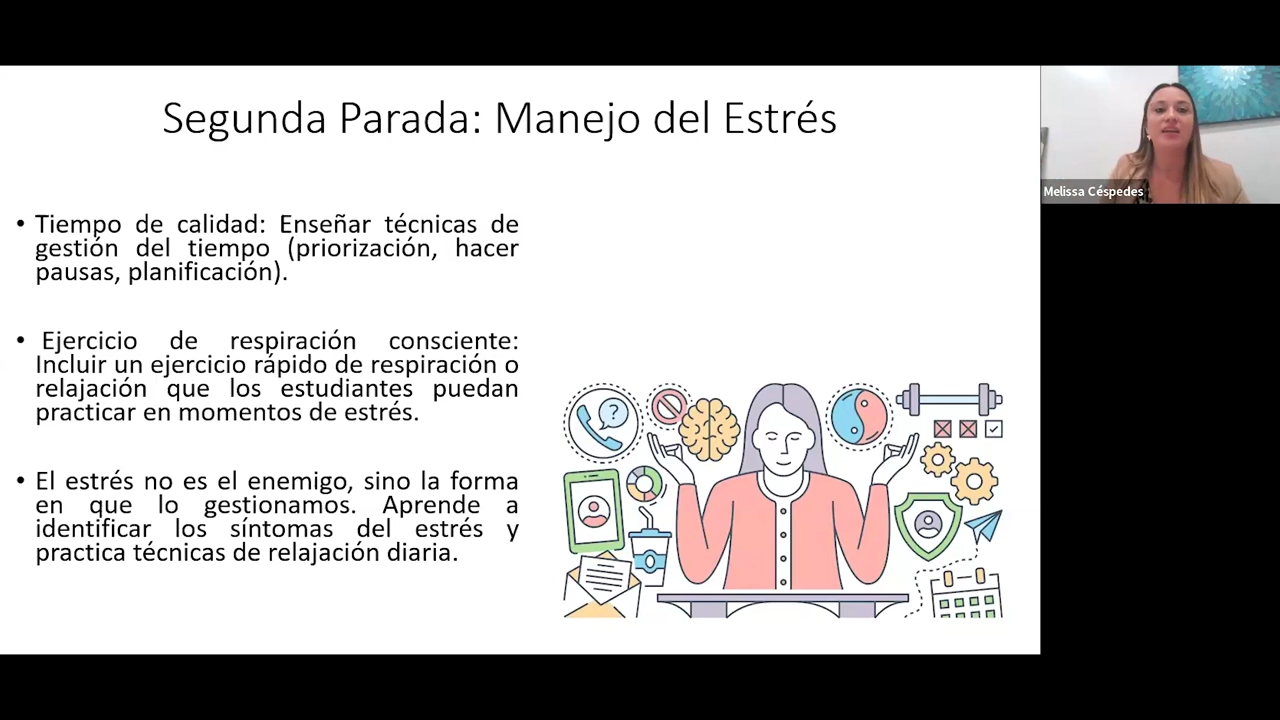 Segunda Parada: Manejo del Estrés
• Tiempo de calidad: Enseñar técnicas de
gestión del tiempo (priorización, hacer
pausas, planificación).
• Ejercicio de respiración consciente:
Incluir un ejercicio rápido de respiración o
relajación que los estudiantes puedan
practicar en momentos de estrés.
• El estrés no es el enemigo, sino la forma
en que lo gestionamos. Aprende a
identificar los síntomas del estrés y
practica técnicas de relajación diaria.
?
Melissa Céspedes